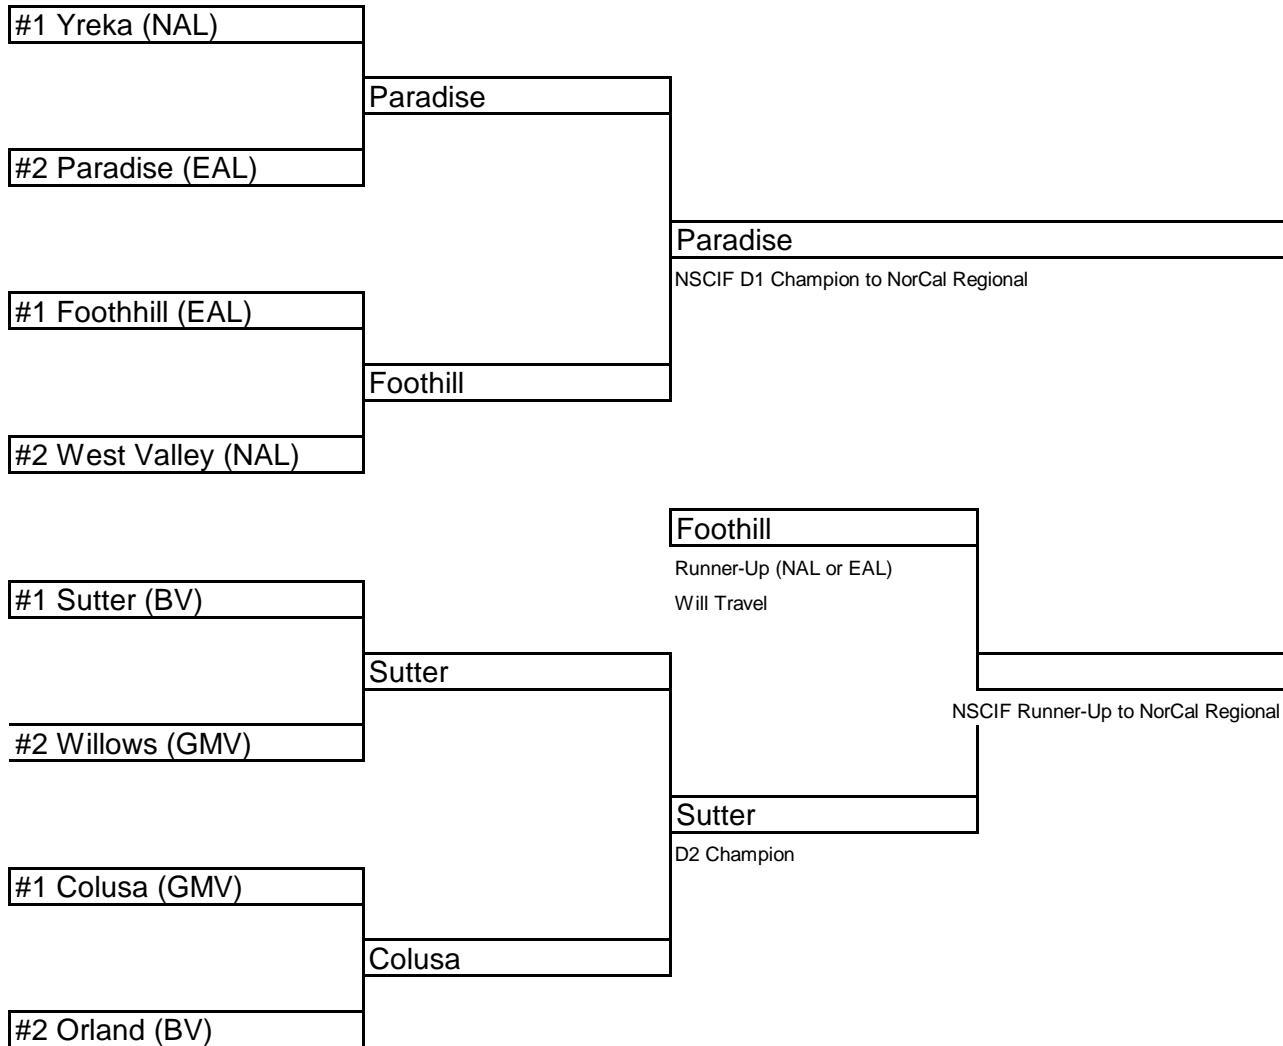 #1 Yreka (NAL)
Paradise
#2 Paradise (EAL)
Paradise
NSCIF D1 Champion to NorCal Regional
#1 Foothhill (EAL)
Foothill
#2 West Valley (NAL)
Foothill
Runner-Up (NAL or EAL)
#1 Sutter (BV)
Will Travel
Sutter
NSCIF Runner-Up to NorCal Regional
#2 Willows (GMV)
Sutter
D2 Champion
#1 Colusa (GMV)
Colusa
#2 Orland (BV)